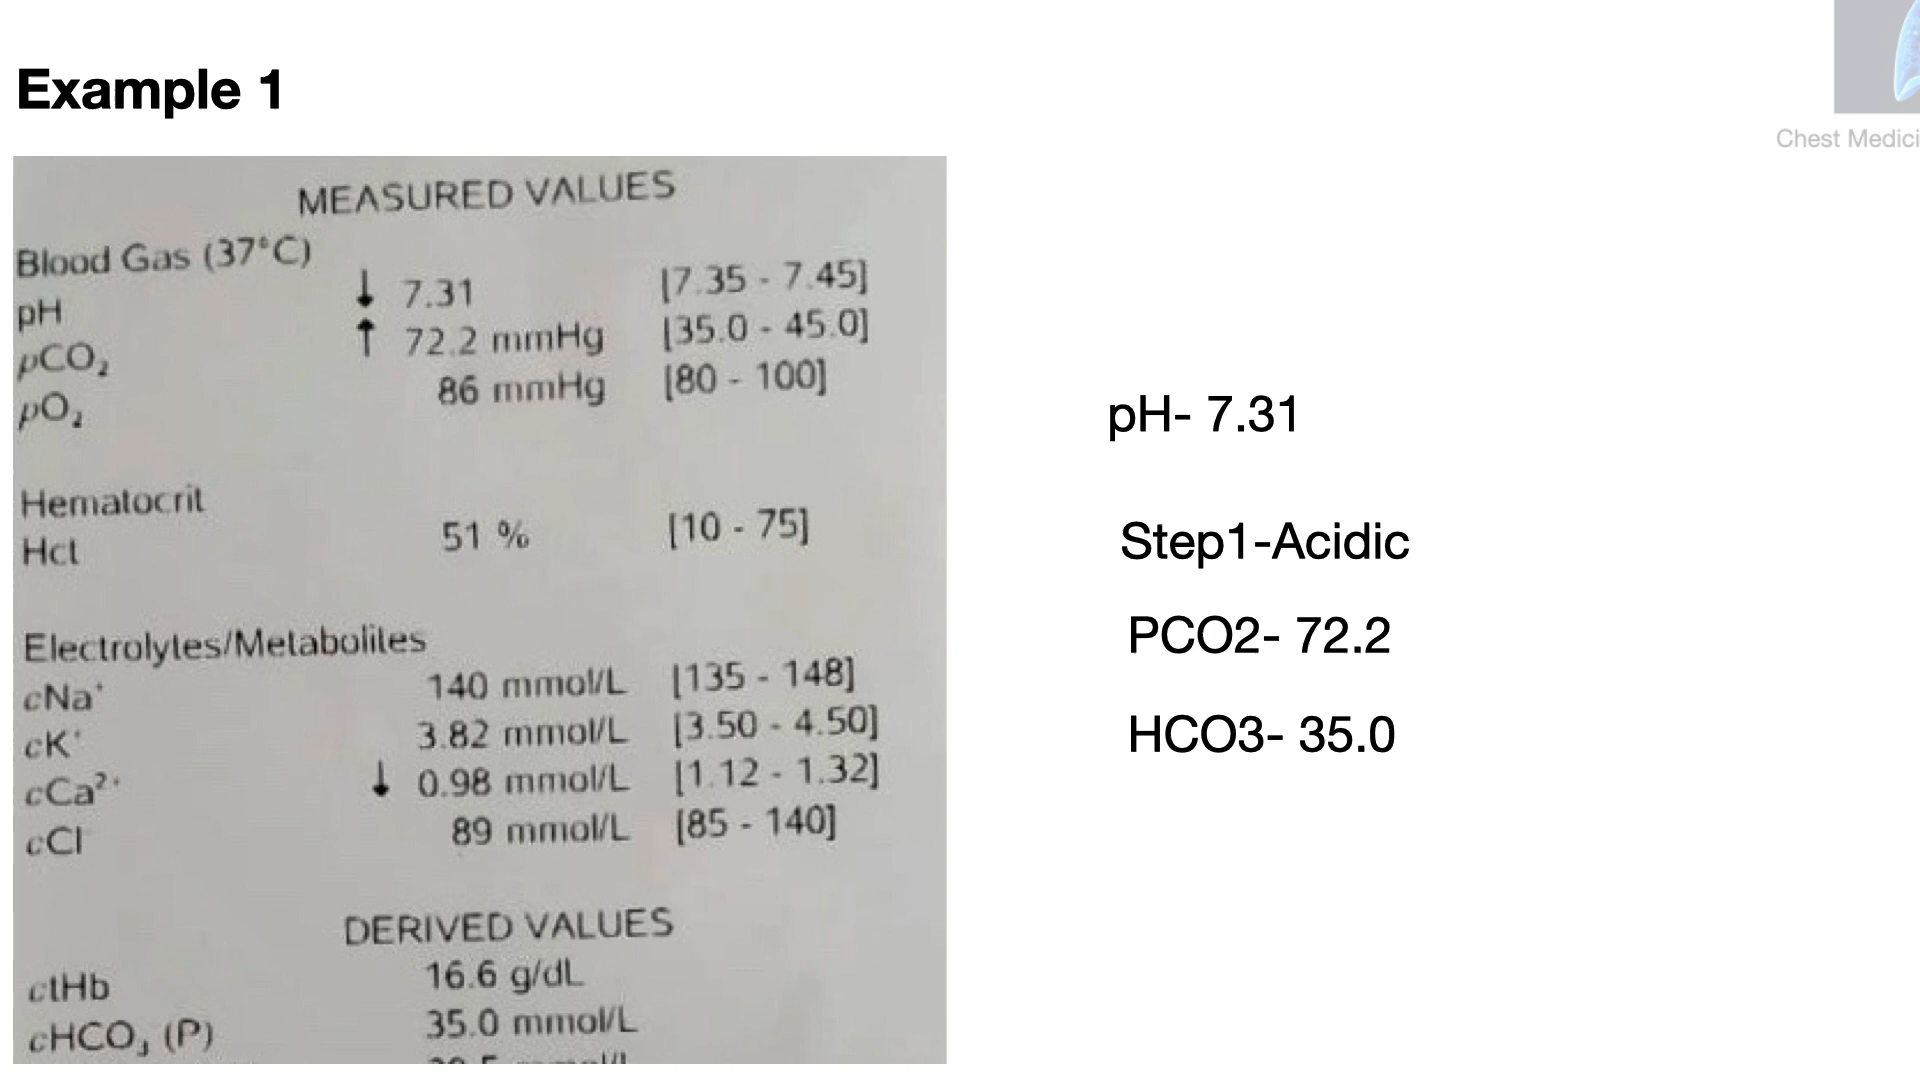 Example 1
Chest Medici
MEASURED VALUES
Blood Gas (37°C)
pH ↓ 7.31 [7.35 - 7.45]
pCO₂ ↑ 72.2 mmHg [35.0 - 45.0]
pO₂ 86 mmHg [80 - 100]
Hematocrit
Hct 51 % [10 - 75]
Electrolytes/Metabolites
cNa⁺ 140 mmol/L [135 - 148]
cK⁺ 3.82 mmol/L [3.50 - 4.50]
cCa²⁺ ↓ 0.98 mmol/L [1.12 - 1.32]
cCl⁻ 89 mmol/L [85 - 140]
DERIVED VALUES
ctHb 16.6 g/dL
cHCO₃ (P) 35.0 mmol/L
pH- 7.31
Step1-Acidic
PCO2- 72.2
HCO3- 35.0